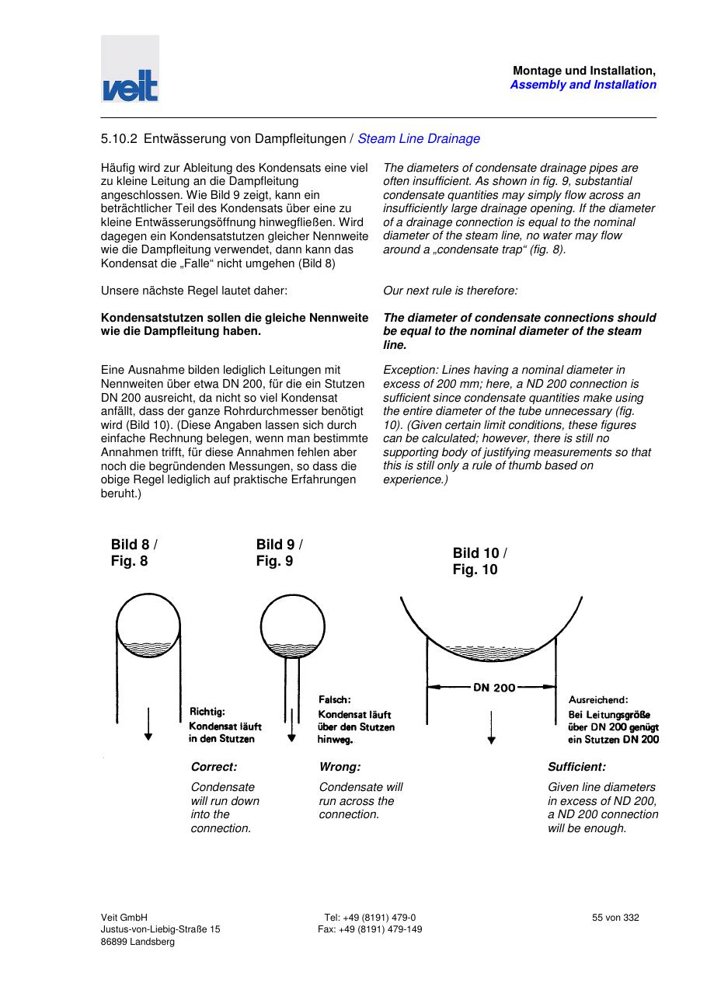 veit
Montage und Installation,
Assembly and Installation
5.10.2 Entwässerung von Dampfleitungen / Steam Line Drainage
Häufig wird zur Ableitung des Kondensats eine viel
zu kleine Leitung an die Dampfleitung
angeschlossen. Wie Bild 9 zeigt, kann ein
beträchtlicher Teil des Kondensats über eine zu
kleine Entwässerungsöffnung hinwegfließen. Wird
dagegen ein Kondensatstutzen gleicher Nennweite
wie die Dampfleitung verwendet, dann kann das
Kondensat die „Falle“ nicht umgehen (Bild 8)
Unsere nächste Regel lautet daher:
Kondensatstutzen sollen die gleiche Nennweite
wie die Dampfleitung haben.
Eine Ausnahme bilden lediglich Leitungen mit
Nennweiten über etwa DN 200, für die ein Stutzen
DN 200 ausreicht, da nicht so viel Kondensat
anfällt, dass der ganze Rohrdurchmesser benötigt
wird (Bild 10). (Diese Angaben lassen sich durch
einfache Rechnung belegen, wenn man bestimmte
Annahmen trifft, für diese Annahmen fehlen aber
noch die begründenden Messungen, so dass die
obige Regel lediglich auf praktische Erfahrungen
beruht.)
The diameters of condensate drainage pipes are
often insufficient. As shown in fig. 9, substantial
condensate quantities may simply flow across an
insufficiently large drainage opening. If the diameter
of a drainage connection is equal to the nominal
diameter of the steam line, no water may flow
around a „condensate trap“ (fig. 8).
Our next rule is therefore:
The diameter of condensate connections should
be equal to the nominal diameter of the steam
line.
Exception: Lines having a nominal diameter in
excess of 200 mm; here, a ND 200 connection is
sufficient since condensate quantities make using
the entire diameter of the tube unnecessary (fig.
10). (Given certain limit conditions, these figures
can be calculated; however, there is still no
supporting body of justifying measurements so that
this is still only a rule of thumb based on
experience.)
Bild 8 /
Fig. 8
Bild 9 /
Fig. 9
Bild 10 /
Fig. 10
DN 200
Richtig:
Kondensat läuft
in den Stutzen
Falsch:
Kondensat läuft
über den Stutzen
hinweg.
Ausreichend:
Bei Leitungsgröße
über DN 200 genügt
ein Stutzen DN 200
Correct:
Condensate
will run down
into the
connection.
Wrong:
Condensate will
run across the
connection.
Sufficient:
Given line diameters
in excess of ND 200,
a ND 200 connection
will be enough.
Veit GmbH
Justus-von-Liebig-Straße 15
86899 Landsberg
Tel: +49 (8191) 479-0
Fax: +49 (8191) 479-149
55 von 332